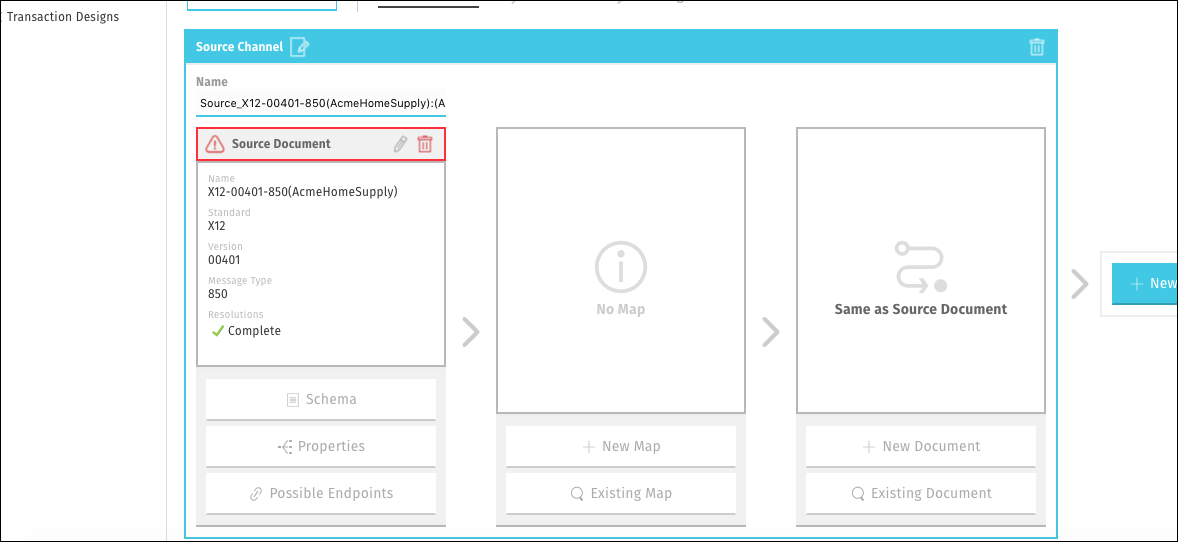 Transaction Designs
Source Channel
Name
Source_X12-00401-850(AcmeHomeSupply):(A
Source Document
Name
X12-00401-850(AcmeHomeSupply)
Standard
X12
Version
00401
Message Type
850
Resolutions
Complete
Schema
Properties
Possible Endpoints
No Map
New Map
Existing Map
Same as Source Document
New Document
Existing Document
New